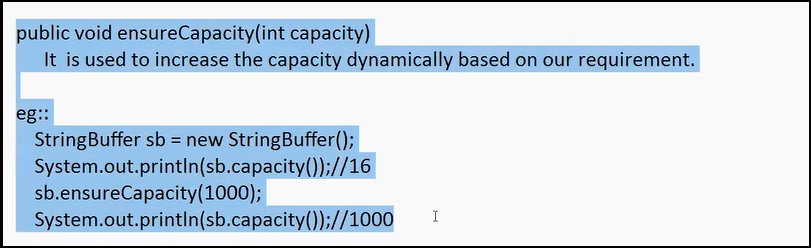 public void ensureCapacity(int capacity)
It  is used to increase the capacity dynamically based on our requirement.
eg::
StringBuffer sb = new StringBuffer();
System.out.println(sb.capacity());//16
sb.ensureCapacity(1000);
System.out.println(sb.capacity());//1000